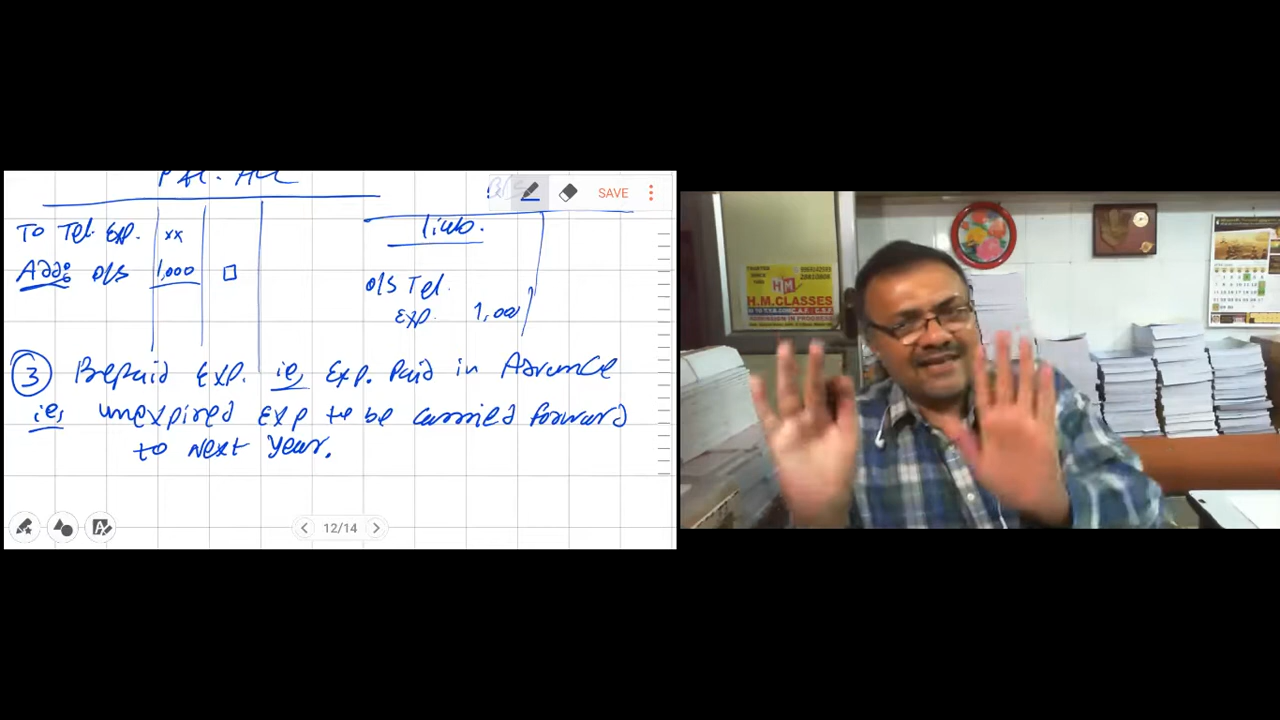 P&L. A/c
SAVE
To Tel. Exp. xx
Add: o/s 1,000
liab.
o/s Tel.
Exp. 1,000
3 Prepaid Exp. ie, Exp. Paid in Advance
ie, unexpired Exp to be carried forward
to Next Year.
12/14
HM
H.M.CLASSES